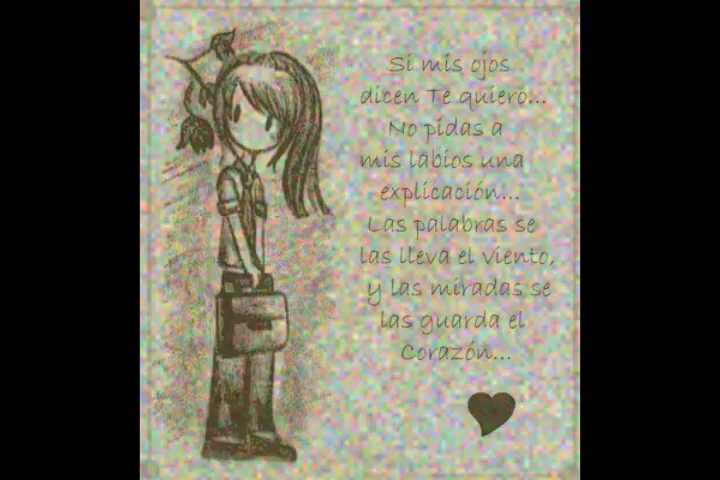 Si mis ojos
dicen Te quiero...
No pidas a
mis labios una
explicación...
Las palabras se
las lleva el viento,
y las miradas se
las guarda el
Corazón...